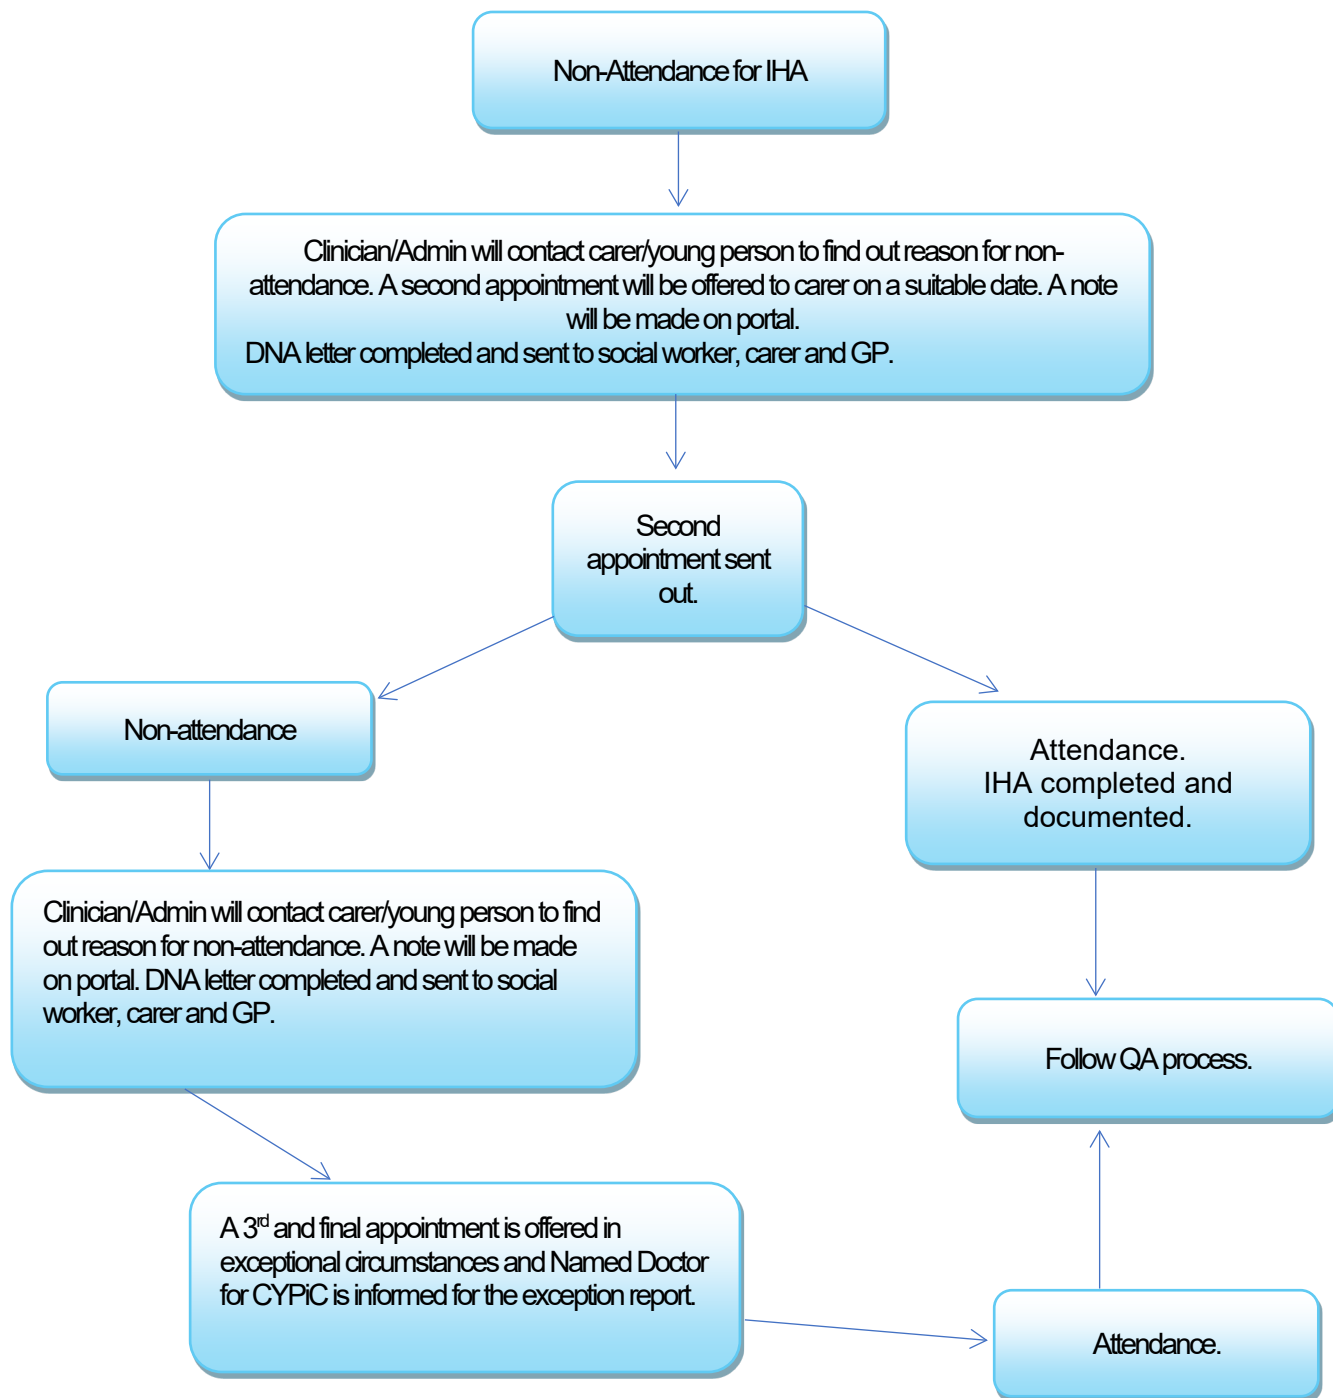 Non-Attendance for IHA
Clinician/Admin will contact carer/young person to find out reason for non-
attendance. A second appointment will be offered to carer on a suitable date. A note
will be made on portal.
DNA letter completed and sent to social worker, carer and GP.
Second
appointment sent
out.
Non-attendance
Attendance.
IHA completed and
documented.
Clinician/Admin will contact carer/young person to find
out reason for non-attendance. A note will be made
on portal. DNA letter completed and sent to social
worker, carer and GP.
Follow QA process.
A 3rd and final appointment is offered in
exceptional circumstances and Named Doctor
for CYPiC is informed for the exception report.
Attendance.